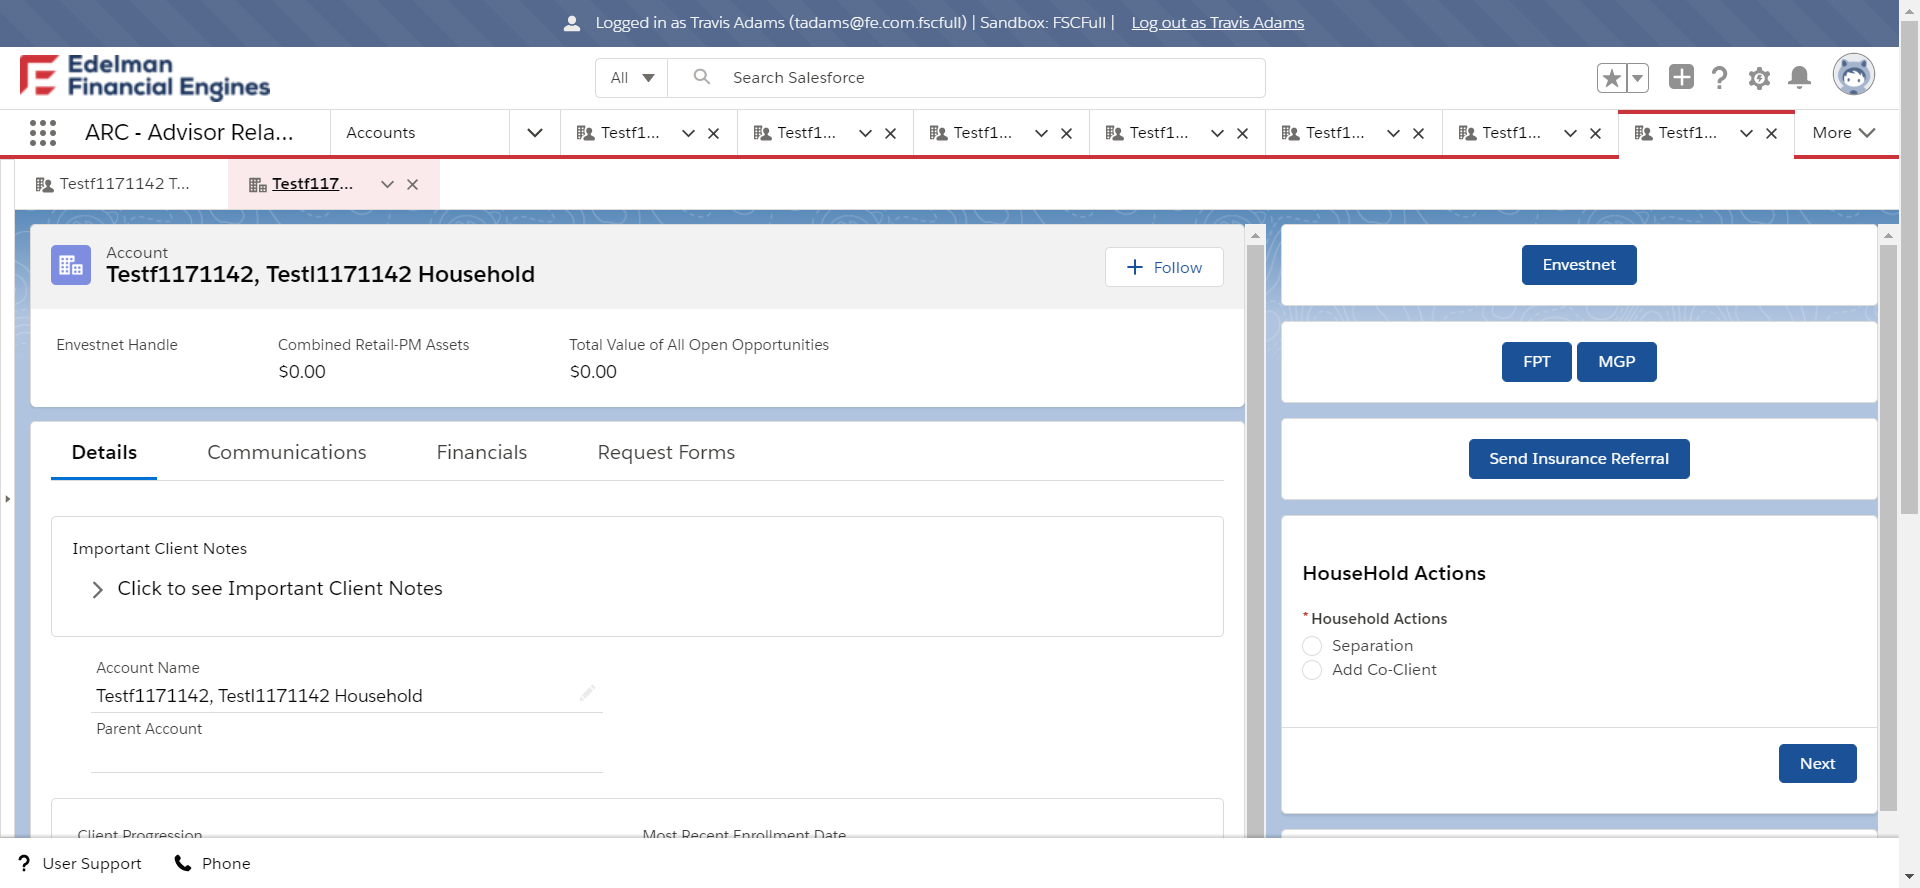 Logged in as Travis Adams (tadams@fe.com.fscfull) | Sandbox: FSCFull | Log out as Travis Adams
Edelman
Financial Engines
All
Search Salesforce
ARC - Advisor Rela...
Accounts
Testf1...
Testf1...
Testf1...
Testf1...
Testf1...
Testf1...
Testf1...
More
Testf1171142 T...
Testf117...
Account
Testf1171142, Testl1171142 Household
Follow
Envestnet Handle
Combined Retail-PM Assets
$0.00
Total Value of All Open Opportunities
$0.00
Details
Communications
Financials
Request Forms
Important Client Notes
Click to see Important Client Notes
Account Name
Testf1171142, Testl1171142 Household
Parent Account
Client Progression
Most Recent Enrollment Date
Envestnet
FPT
MGP
Send Insurance Referral
HouseHold Actions
*Household Actions
Separation
Add Co-Client
Next
? User Support
Phone